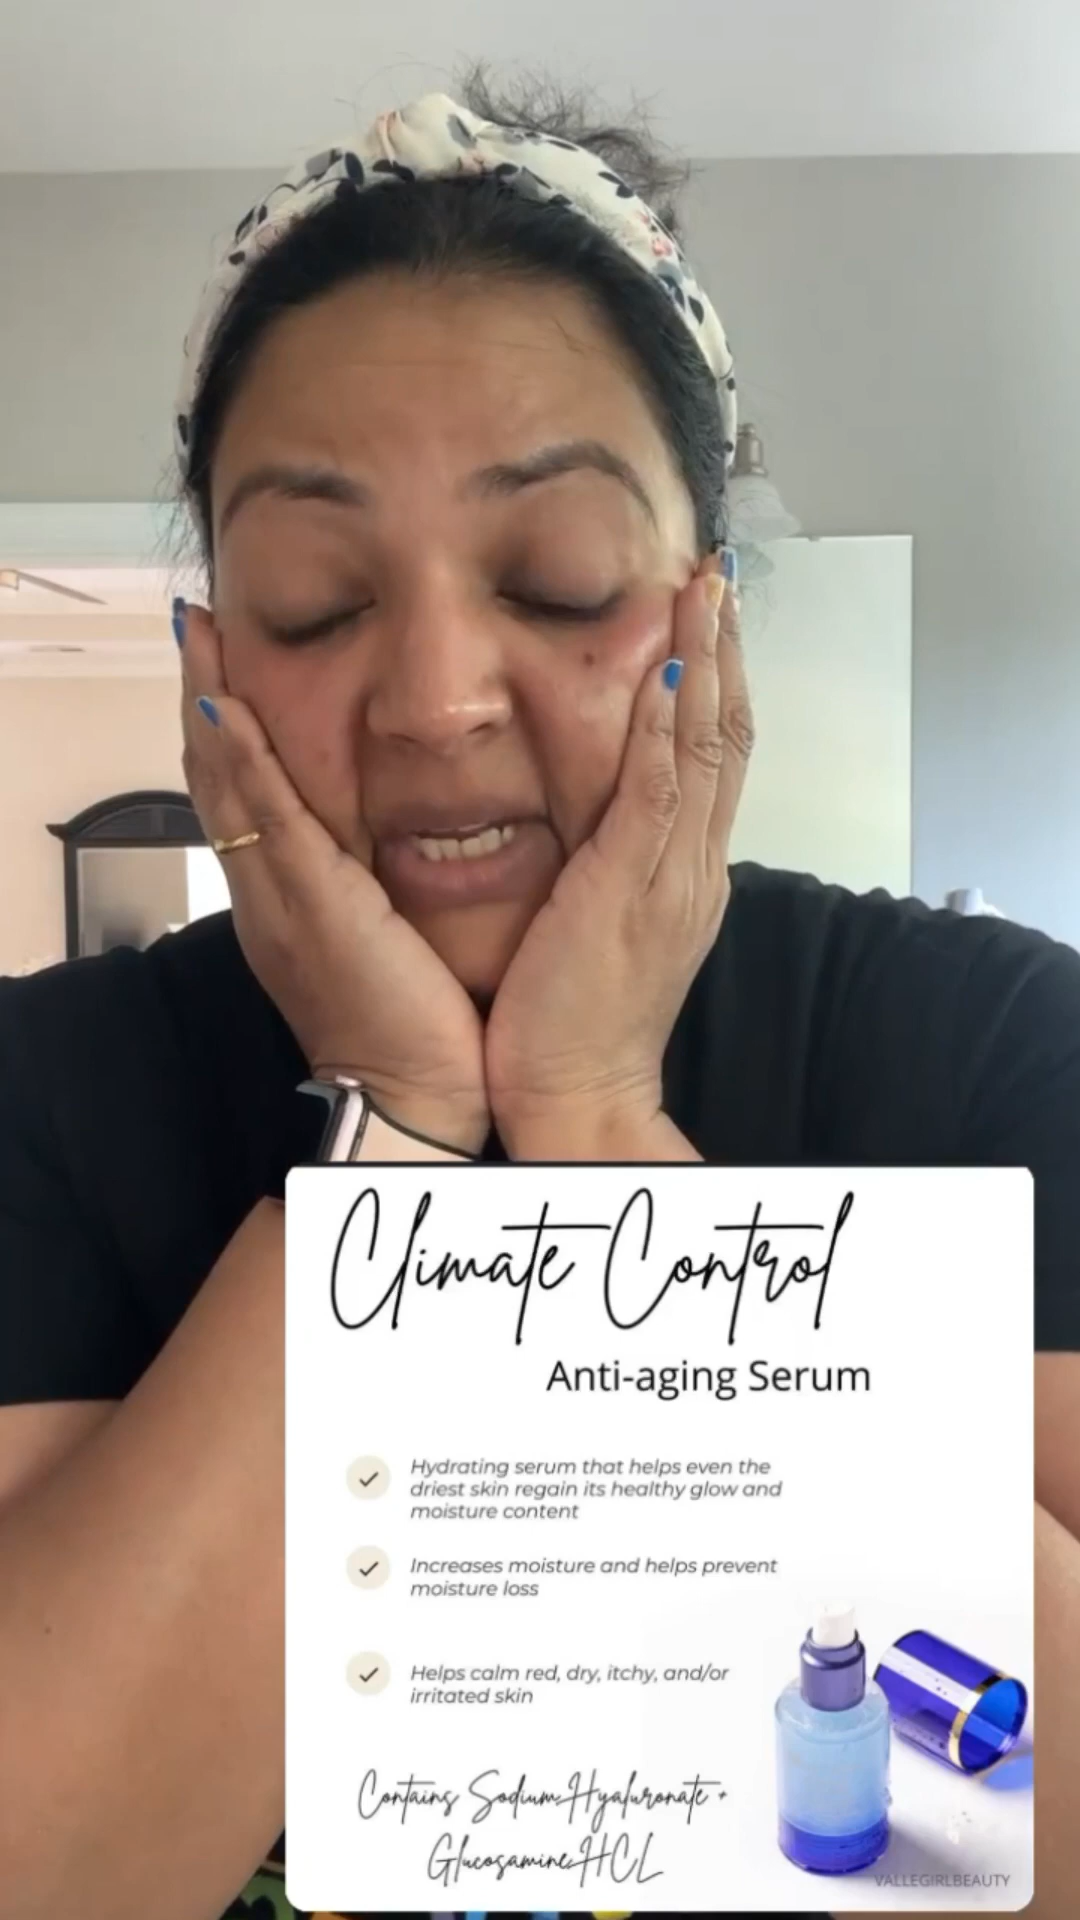 Climate Control
Anti-aging Serum
Hydrating serum that helps even the
driest skin regain its healthy glow and
moisture content
Increases moisture and helps prevent
moisture loss
Helps calm red, dry, itchy, and/or
irritated skin
Contains Sodium Hyaluronate +
Glucosamine HCL
VALLEGIRLBEAUTY